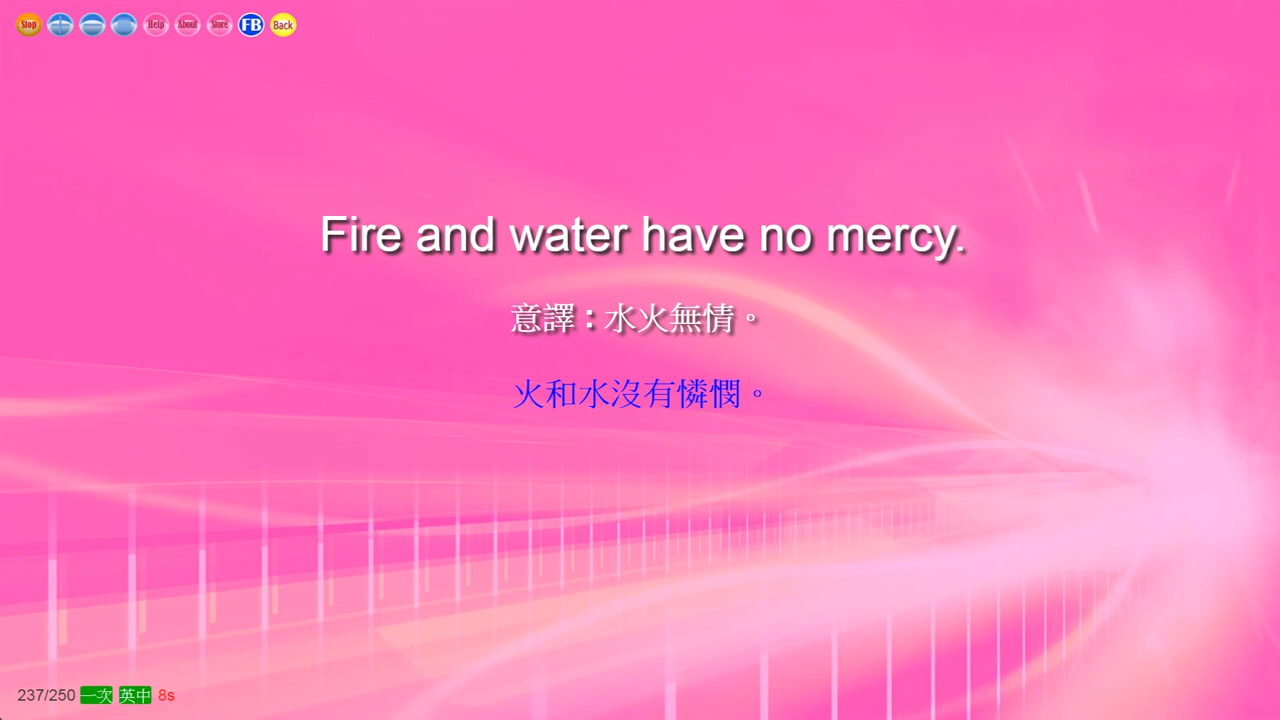 Stop Help About Store FB Back
Fire and water have no mercy.
意譯：水火無情。
火和水沒有憐憫。
237/250 一次 英中 8s